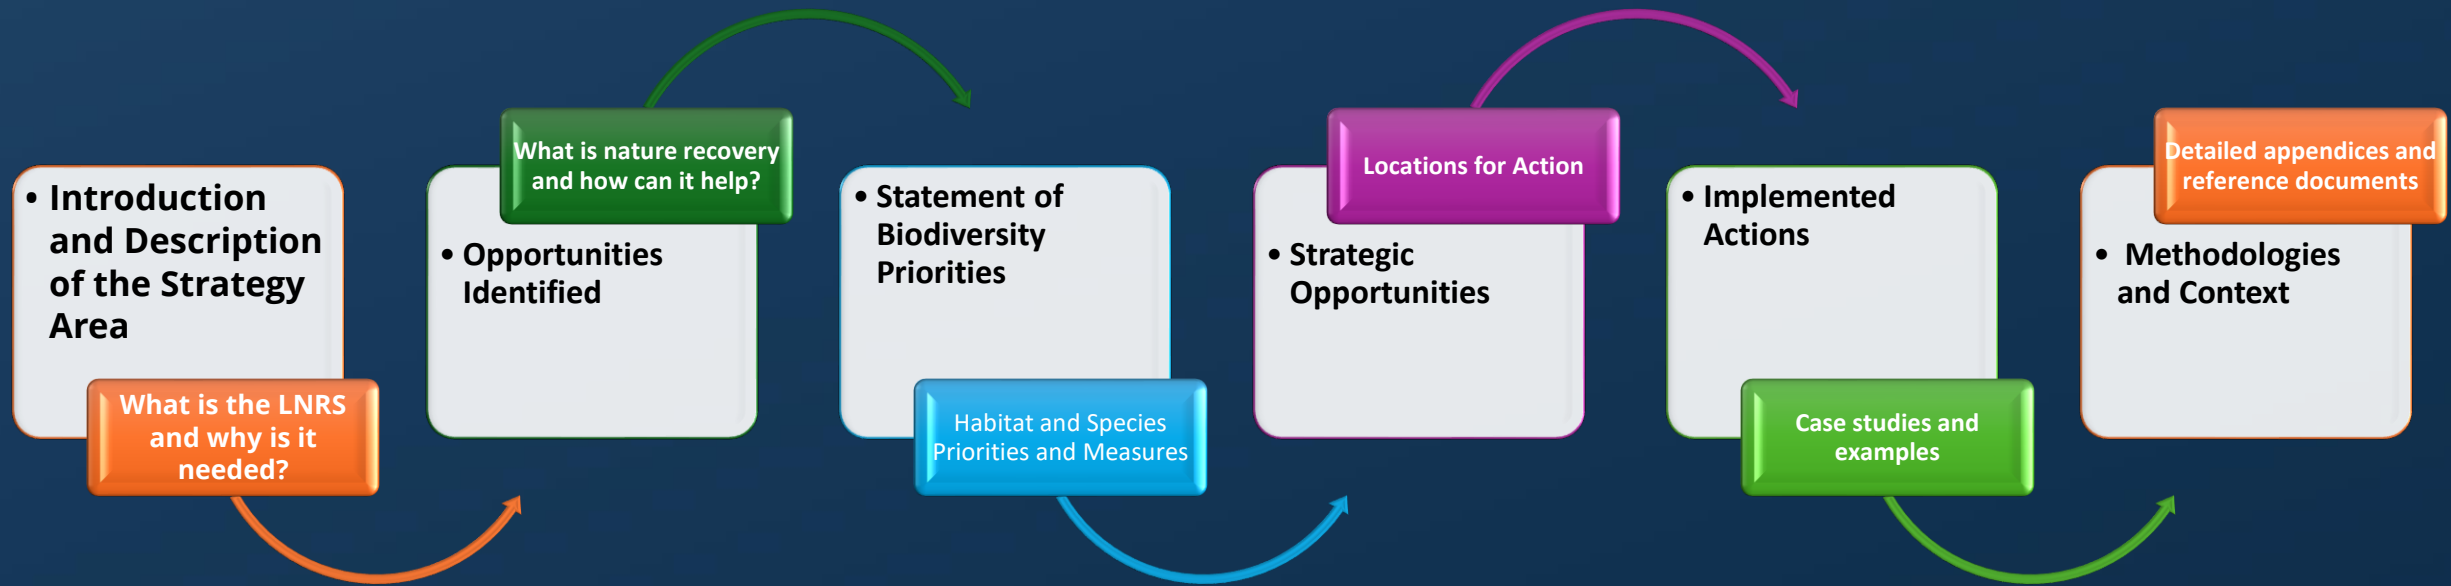 • Introduction
and Description
of the Strategy
Area
What is the LNRS
and why is it
needed?
What is nature recovery
and how can it help?
• Opportunities
Identified
• Statement of
Biodiversity
Priorities
Habitat and Species
Priorities and Measures
Locations for Action
• Strategic
Opportunities
• Implemented
Actions
Case studies and
examples
Detailed appendices and
reference documents
• Methodologies
and Context